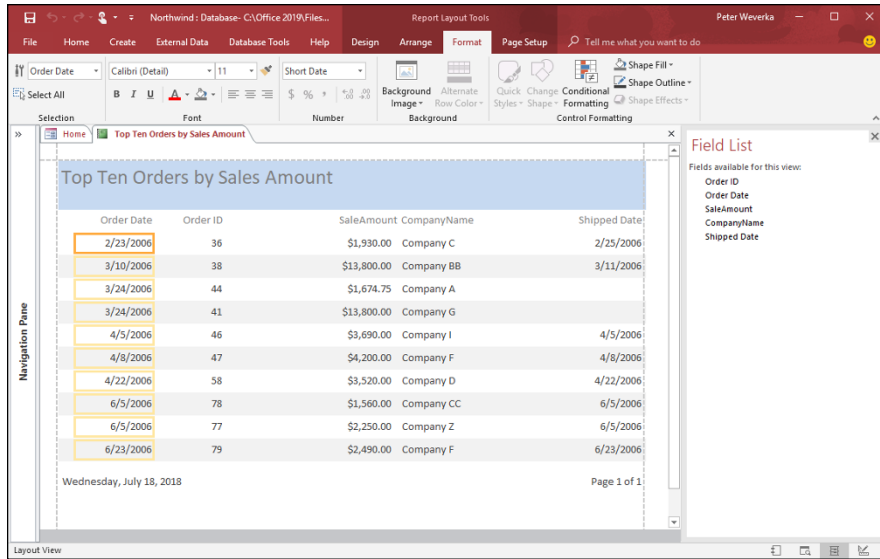 Northwind : Database- C:\Office 2019\Files... Report Layout Tools Peter Weverka
File Home Create External Data Database Tools Help Design Arrange Format Page Setup Tell me what you want to do
Order Date Calibri (Detail) 11 Short Date Shape Fill
Select All B I U A $ % , Background Image Alternate Row Color Quick Styles Change Shape Conditional Formatting Shape Outline
Shape Effects
Selection Font Number Background Control Formatting
Home Top Ten Orders by Sales Amount
Navigation Pane
Top Ten Orders by Sales Amount
Order Date Order ID SaleAmount CompanyName Shipped Date
2/23/2006 36 $1,930.00 Company C 2/25/2006
3/10/2006 38 $13,800.00 Company BB 3/11/2006
3/24/2006 44 $1,674.75 Company A
3/24/2006 41 $13,800.00 Company G
4/5/2006 46 $3,690.00 Company I 4/5/2006
4/8/2006 47 $4,200.00 Company F 4/8/2006
4/22/2006 58 $3,520.00 Company D 4/22/2006
6/5/2006 78 $1,560.00 Company CC 6/5/2006
6/5/2006 77 $2,250.00 Company Z 6/5/2006
6/23/2006 79 $2,490.00 Company F 6/23/2006
Wednesday, July 18, 2018 Page 1 of 1
Field List
Fields available for this view:
Order ID
Order Date
SaleAmount
CompanyName
Shipped Date
Layout View